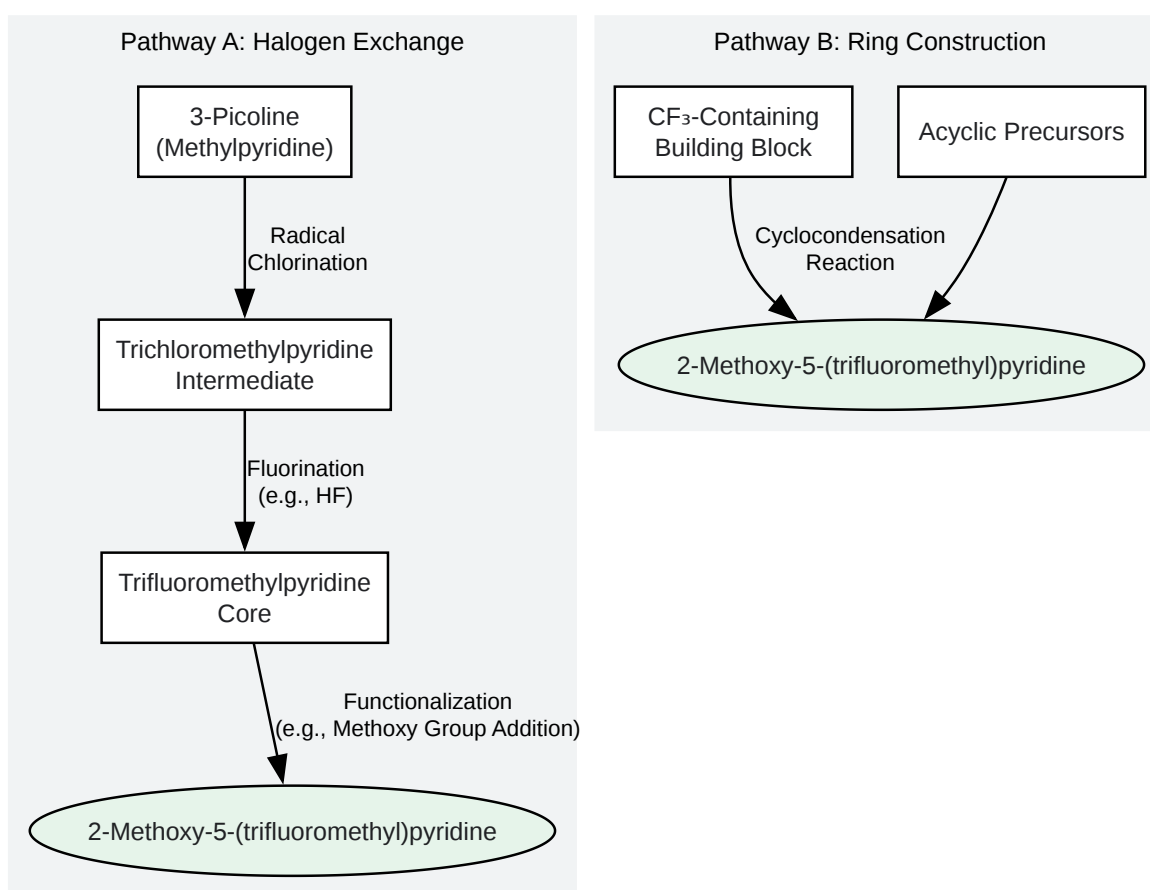 Pathway A: Halogen Exchange
3-Picoline
(Methylpyridine)
Radical
Chlorination
Trichloromethylpyridine
Intermediate
Fluorination
(e.g., HF)
Trifluoromethylpyridine
Core
Functionalization
(e.g., Methoxy Group Addition)
2-Methoxy-5-(trifluoromethyl)pyridine
Pathway B: Ring Construction
CF₃-Containing
Building Block
Acyclic Precursors
Cyclocondensation
Reaction
2-Methoxy-5-(trifluoromethyl)pyridine